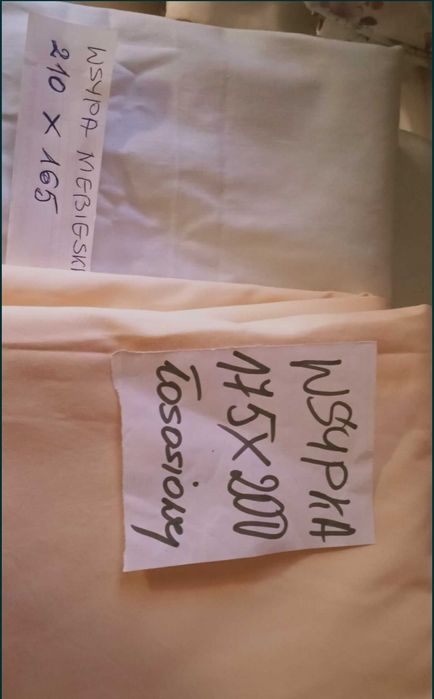 WSYPA NIEBIESKI
210 x 165
WSYPKA
175x200
łososiowy